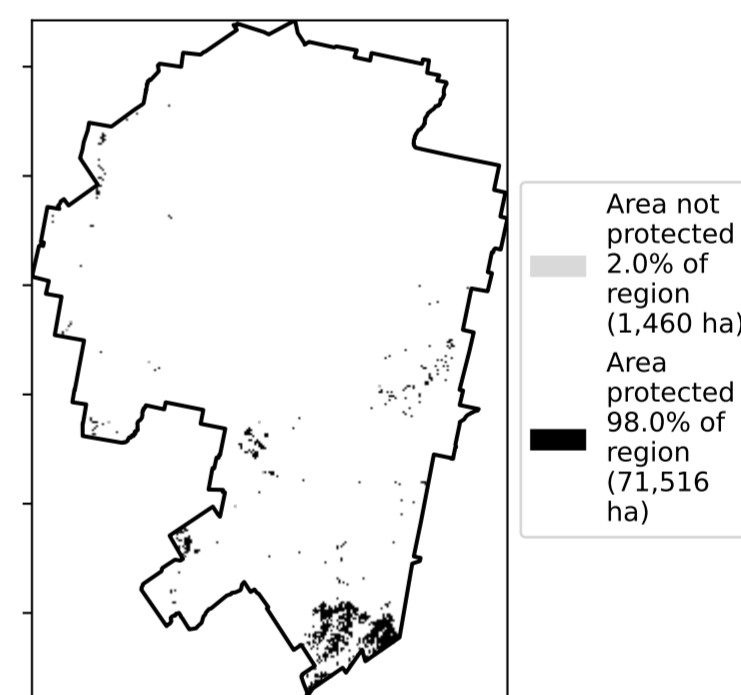 Area not
protected
2.0% of
region
(1,460 ha)
Area
protected
98.0% of
region
(71,516
ha)